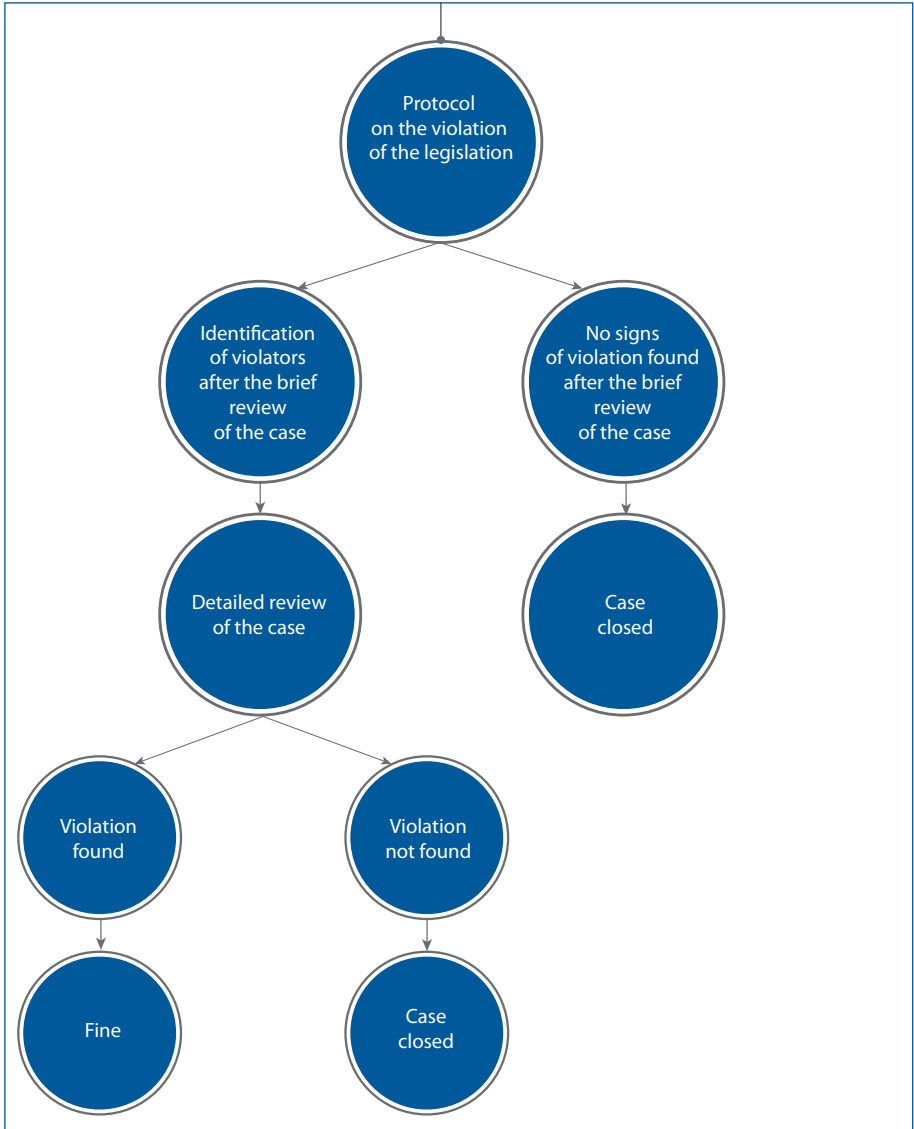 Protocol
on the violation
of the legislation
Identification
of violators
after the brief
review
of the case
No signs
of violation found
after the brief
review
of the case
Detailed review
of the case
Case
closed
Violation
found
Violation
not found
Fine
Case
closed